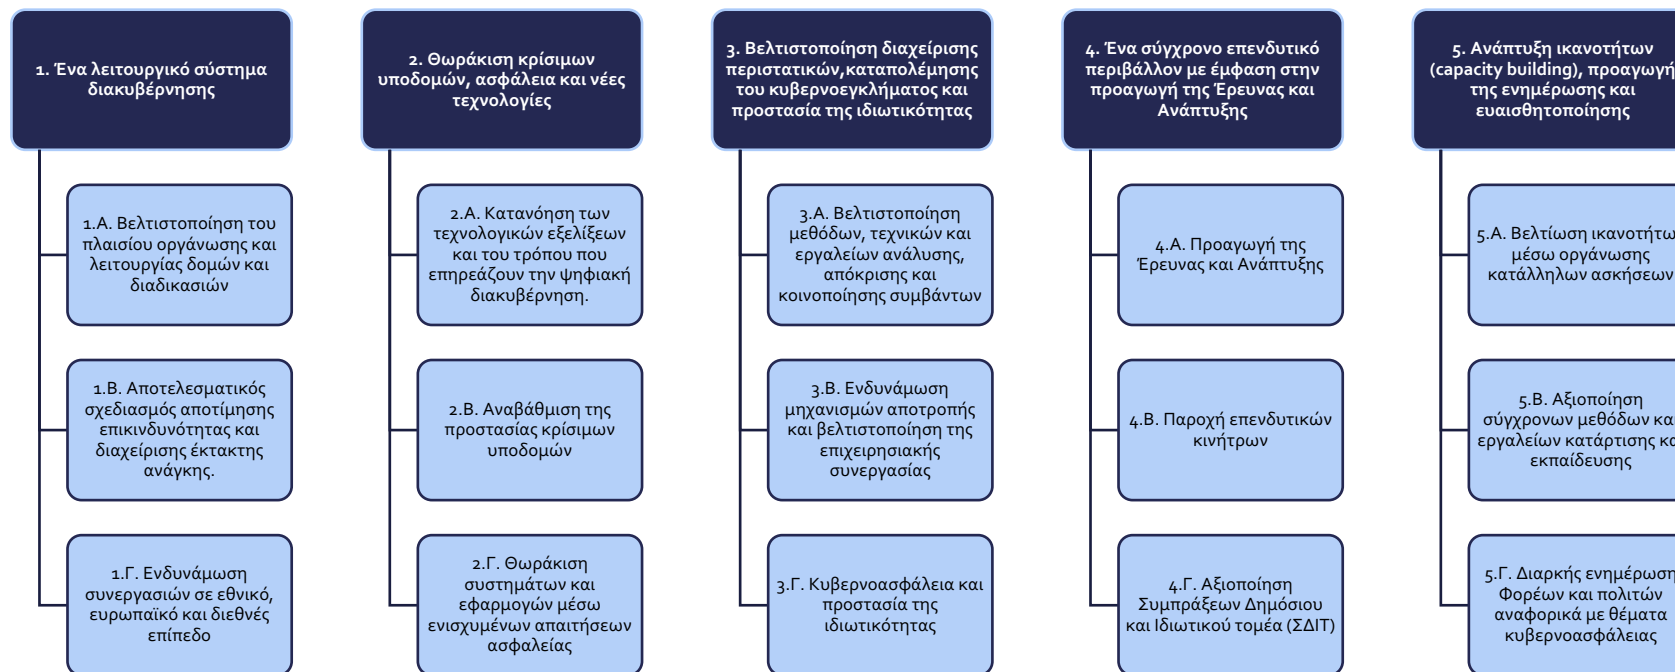 1. Ένα λειτουργικό σύστημα
διακυβέρνησης
1.Α. Βελτιστοποίηση του
πλαισίου οργάνωσης και
λειτουργίας δομών και
διαδικασιών
1.Β. Αποτελεσματικός
σχεδιασμός αποτίμησης
επικινδυνότητας και
διαχείρισης έκτακτης
ανάγκης.
1.Γ. Ενδυνάμωση
συνεργασιών σε εθνικό,
ευρωπαϊκό και διεθνές
επίπεδο
2. Θωράκιση κρίσιμων
υποδομών, ασφάλεια και νέες
τεχνολογίες
2.Α. Κατανόηση των
τεχνολογικών εξελίξεων
και του τρόπου που
επηρεάζουν την ψηφιακή
διακυβέρνηση.
2.Β. Αναβάθμιση της
προστασίας κρίσιμων
υποδομών
2.Γ. Θωράκιση
συστημάτων και
εφαρμογών μέσω
ενισχυμένων απαιτήσεων
ασφαλείας
3. Βελτιστοποίηση διαχείρισης
περιστατικών,καταπολέμησης
του κυβερνοεγκλήματος και
προστασία της ιδιωτικότητας
3.Α. Βελτιστοποίηση
μεθόδων, τεχνικών και
εργαλείων ανάλυσης,
απόκρισης και
κοινοποίησης συμβάντων
3.Β. Ενδυνάμωση
μηχανισμών αποτροπής
και βελτιστοποίηση της
επιχειρησιακής
συνεργασίας
3.Γ. Κυβερνοασφάλεια και
προστασία της
ιδιωτικότητας
4. Ένα σύγχρονο επενδυτικό
περιβάλλον με έμφαση στην
προαγωγή της Έρευνας και
Ανάπτυξης
4.Α. Προαγωγή της
Έρευνας και Ανάπτυξης
4.Β. Παροχή επενδυτικών
κινήτρων
4.Γ. Αξιοποίηση
Συμπράξεων Δημόσιου
και Ιδιωτικού τομέα (ΣΔΙΤ)
5. Ανάπτυξη ικανοτήτων
(capacity building), προαγωγή
της ενημέρωσης και
ευαισθητοποίησης
5.Α. Βελτίωση
μέσω οργάνωσης
κατάλληλων ασκήσεων
5.Β. Αξιοποίηση
σύγχρονων μεθόδων και
εργαλείων κατάρτισης
εκπαίδευσης
5.Γ. Διαρκής ενημέρωση
Φορέων και πολιτών
αναφορικά με θέματα
κυβερνοασφάλειας